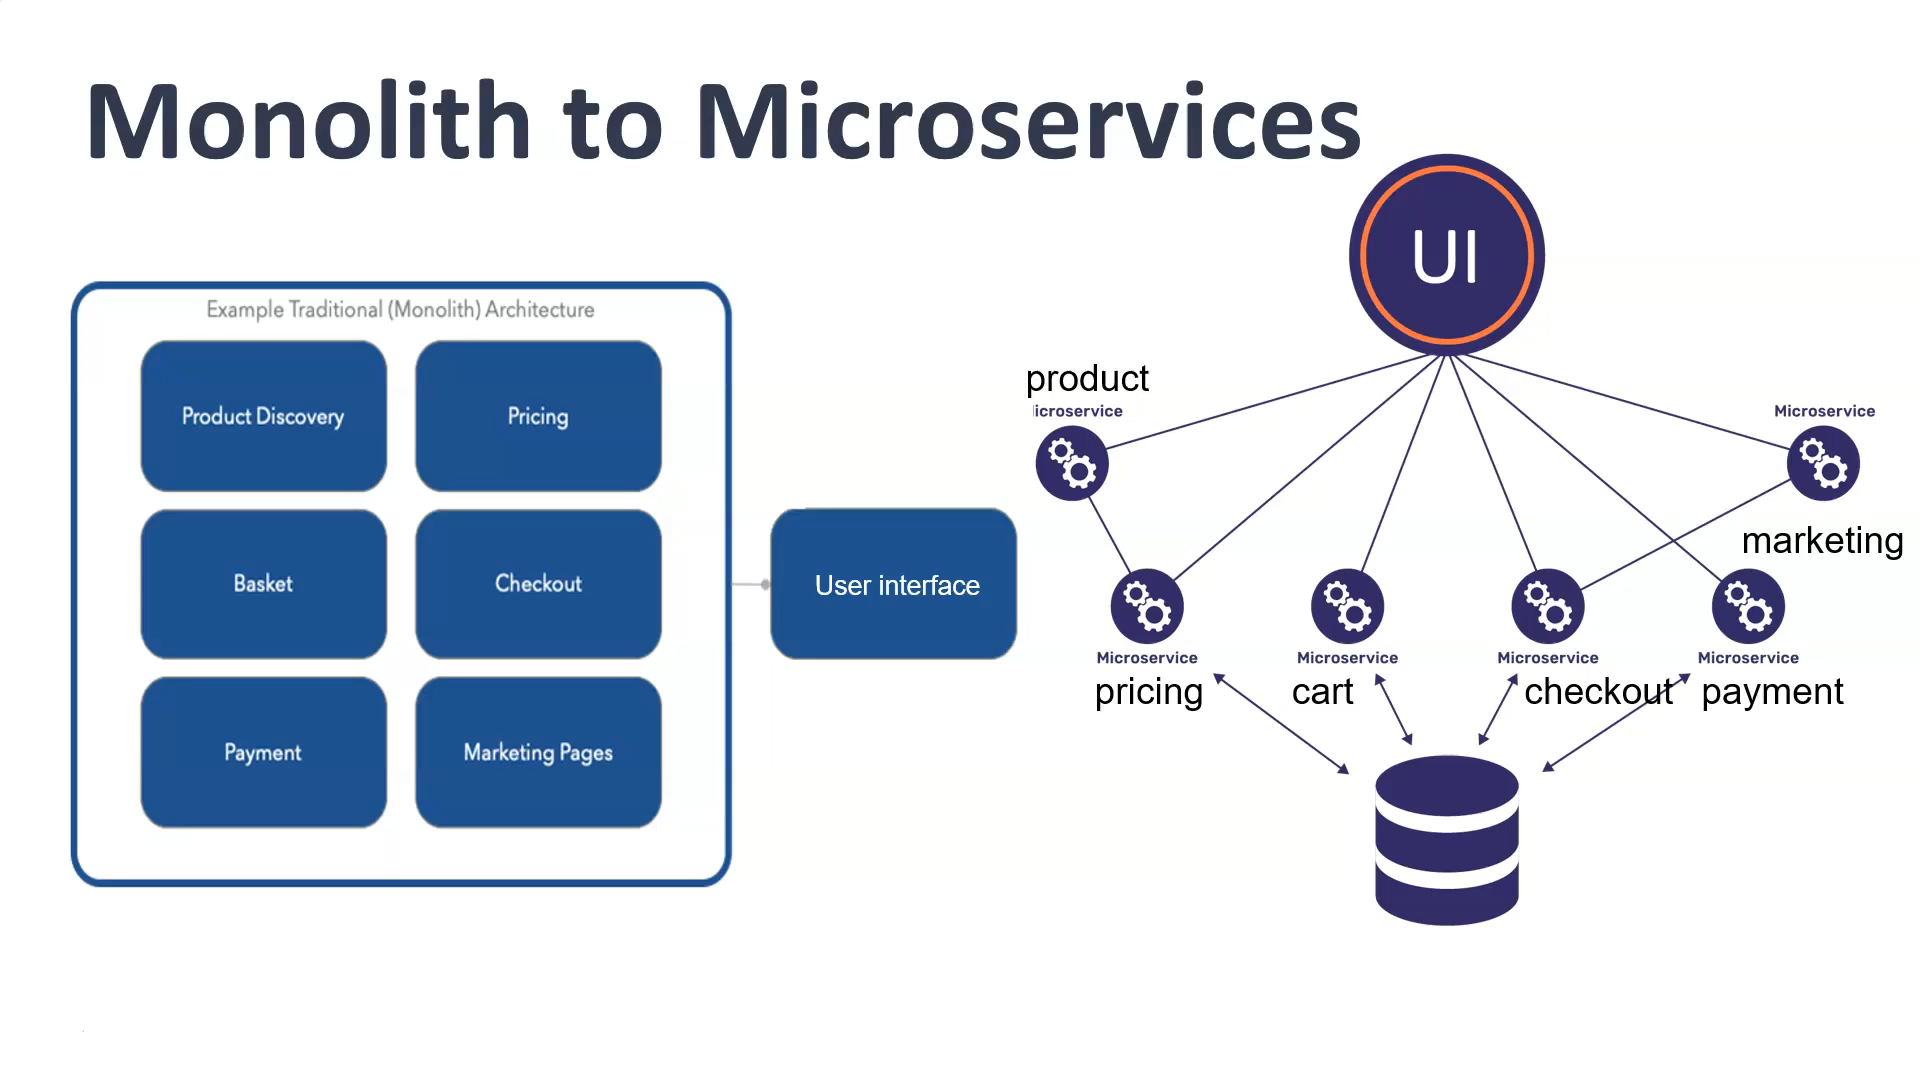 Monolith to Microservices
Example Traditional (Monolith) Architecture
Product Discovery
Pricing
Basket
Checkout
Payment
Marketing Pages
User interface
UI
product
icroservice
Microservice
marketing
Microservice
Microservice
Microservice
Microservice
pricing
cart
checkout
payment